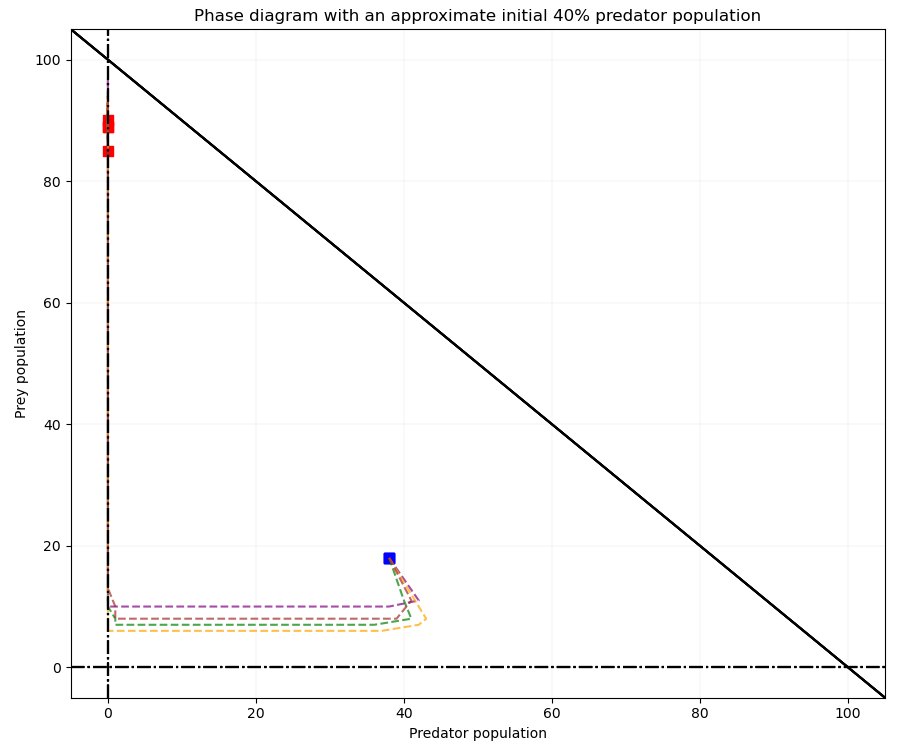 Phase diagram with an approximate initial 40% predator population
Prey population
100
80
60
40
20
0
0 20 40 60 80 100
Predator population